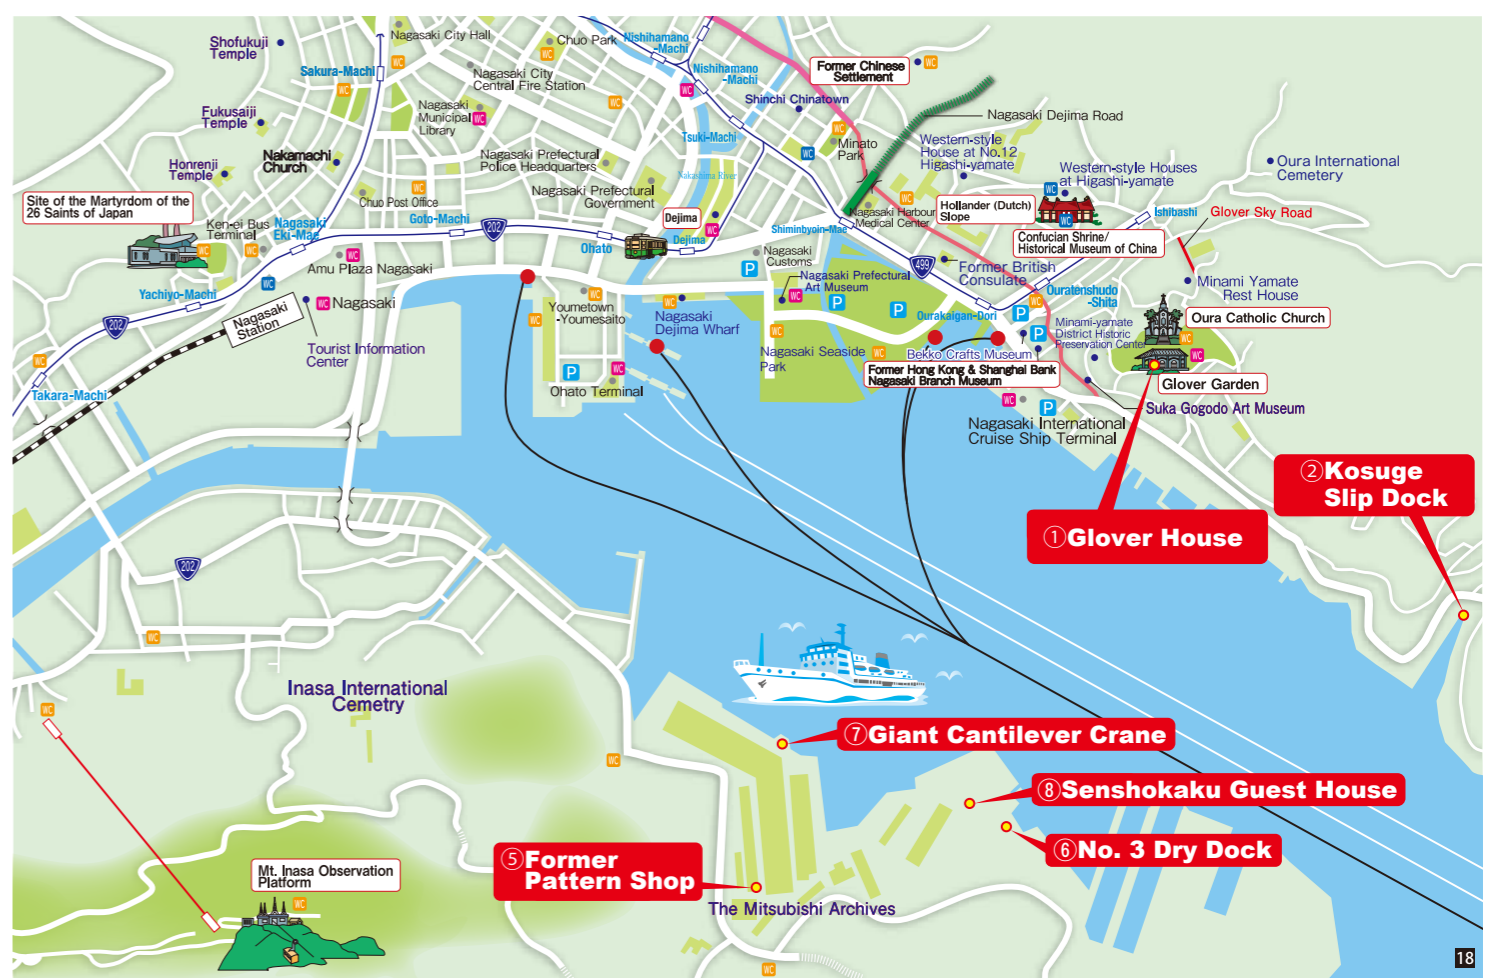 Nagasaki City Hall
Chuo Park
Nishihamano
-Machi
Shofukuji
Temple
Sakura-Machi
Nagasaki City
Central Fire Station
Nishihamano
-Machi
Former Chinese
Settlement
WC
Shinchi Chinatown
Nagasaki Dejima Road
Fukusaiji
Temple
Nagasaki
Municipal
Library
Tsuki-Machi
Minato
Park
Western-style
House at No.12
Higashi-yamate
Nakamachi
Church
Nagasaki Prefectural
Police Headquarters
Honrenji
Temple
Nakashima River
Western-style Houses
at Higashi-yamate
Oura International
Cemetery
Site of the Martyrdom of the
26 Saints of Japan
Chuo Post Office
Nagasaki Prefectural
Government
Dejima
Nagasaki Harbour
Medical Center
Hollander (Dutch)
Slope
Ishibashi
Glover Sky Road
Ken-ei Bus
Terminal
Nagasaki
Eki-Mae
Goto-Machi
202
Ohato
Dejima
Shiminbyoin-Mae
Confucian Shrine/
Historical Museum of China
Amu Plaza Nagasaki
Nagasaki
Customs
499
Former British
Consulate
Nagasaki Prefectural
Art Museum
Minami Yamate
Rest House
Yachiyo-Machi
Nagasaki
Station
Nagasaki
Youmetown
-Youmesaito
Nagasaki
Dejima Wharf
Ouratenshudo
-Shita
Ourakaigan-Dori
Oura Catholic Church
202
Tourist Information
Center
Minami-yamate
District Historic
Preservation Center
Nagasaki Seaside
Park
Bekko Crafts Museum
Former Hong Kong & Shanghai Bank
Nagasaki Branch Museum
Takara-Machi
P
Ohato Terminal
Glover Garden
Suka Gogodo Art Museum
Nagasaki International
Cruise Ship Terminal
②Kosuge
Slip Dock
①Glover House
202
Inasa International
Cemetry
⑦Giant Cantilever Crane
⑧Senshokaku Guest House
⑥No. 3 Dry Dock
⑤Former
Pattern Shop
Mt. Inasa Observation
Platform
The Mitsubishi Archives
18